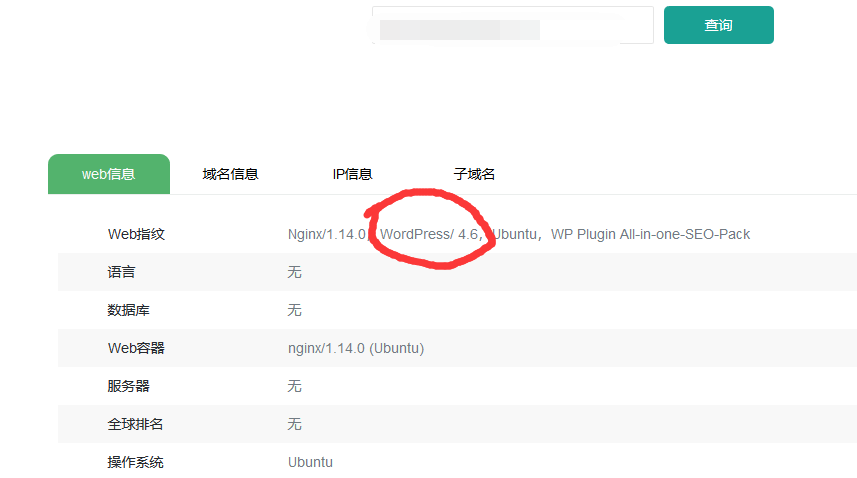 查询
web信息 域名信息 IP信息 子域名
Web指纹 Nginx/1.14.0, WordPress/ 4.6, Ubuntu, WP Plugin All-in-one-SEO-Pack
语言 无
数据库 无
Web容器 nginx/1.14.0 (Ubuntu)
服务器 无
全球排名 无
操作系统 Ubuntu